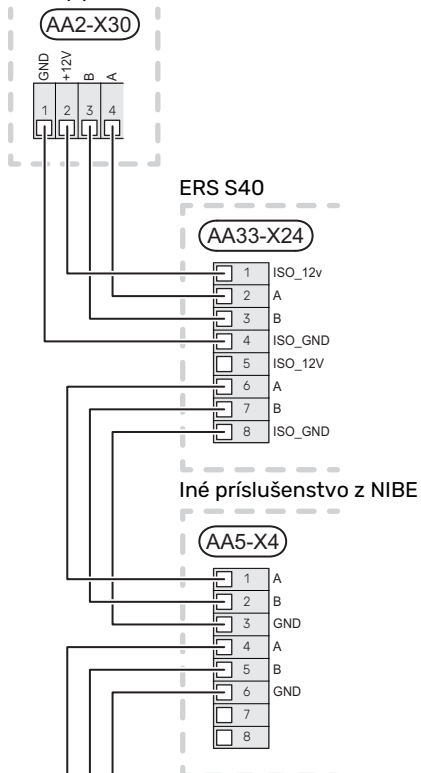 AA2-X30
GND
+12V
B
A
1 2 3 4
ERS S40
AA33-X24
1 ISO_12v
2 A
3 B
4 ISO_GND
5 ISO_12V
6 A
7 B
8 ISO_GND
Iné príslušenstvo z NIBE
AA5-X4
1 A
2 B
3 GND
4 A
5 B
6 GND
7
8